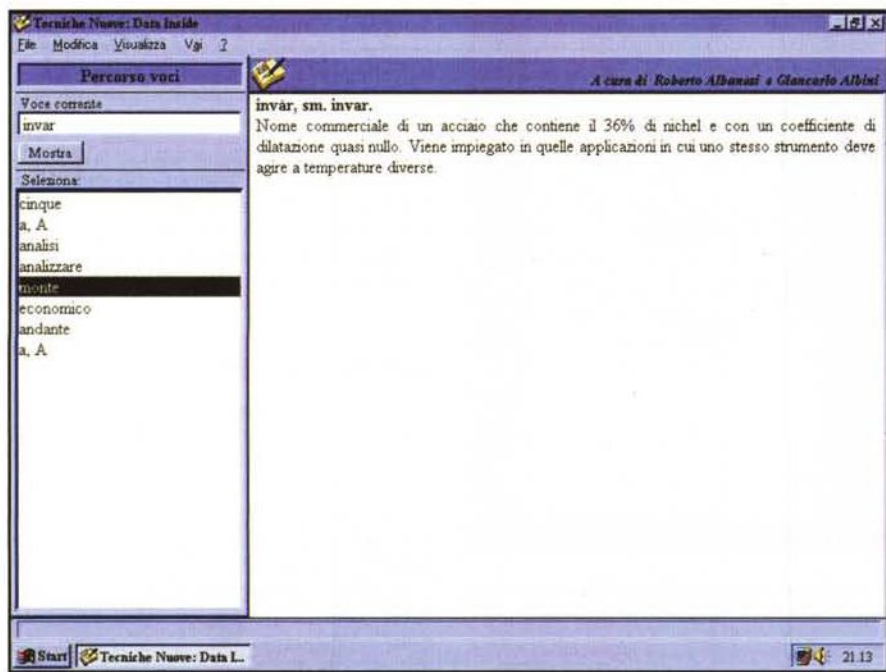 Tecniche Nuove: Data Inside
File Modifica Visualizza Vai ?
Percorso voci
A cura di Roberto Albanesi e Giancarlo Albini
Voce corrente
invar
Mostra
Seleziona:
cinque
a, A
analisi
analizzare
monte
economico
andante
a, A
invàr, sm. invar.
Nome commerciale di un acciaio che contiene il 36% di nichel e con un coefficiente di
dilatazione quasi nullo. Viene impiegato in quelle applicazioni in cui uno stesso strumento deve
agire a temperature diverse.
Start Tecniche Nuove: Data I... 21.13